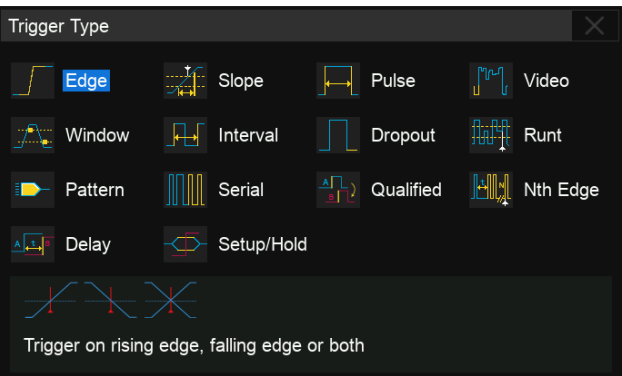 Trigger Type
Edge Slope Pulse Video
Window Interval Dropout Runt
Pattern Serial Qualified Nth Edge
Delay Setup/Hold
Trigger on rising edge, falling edge or both